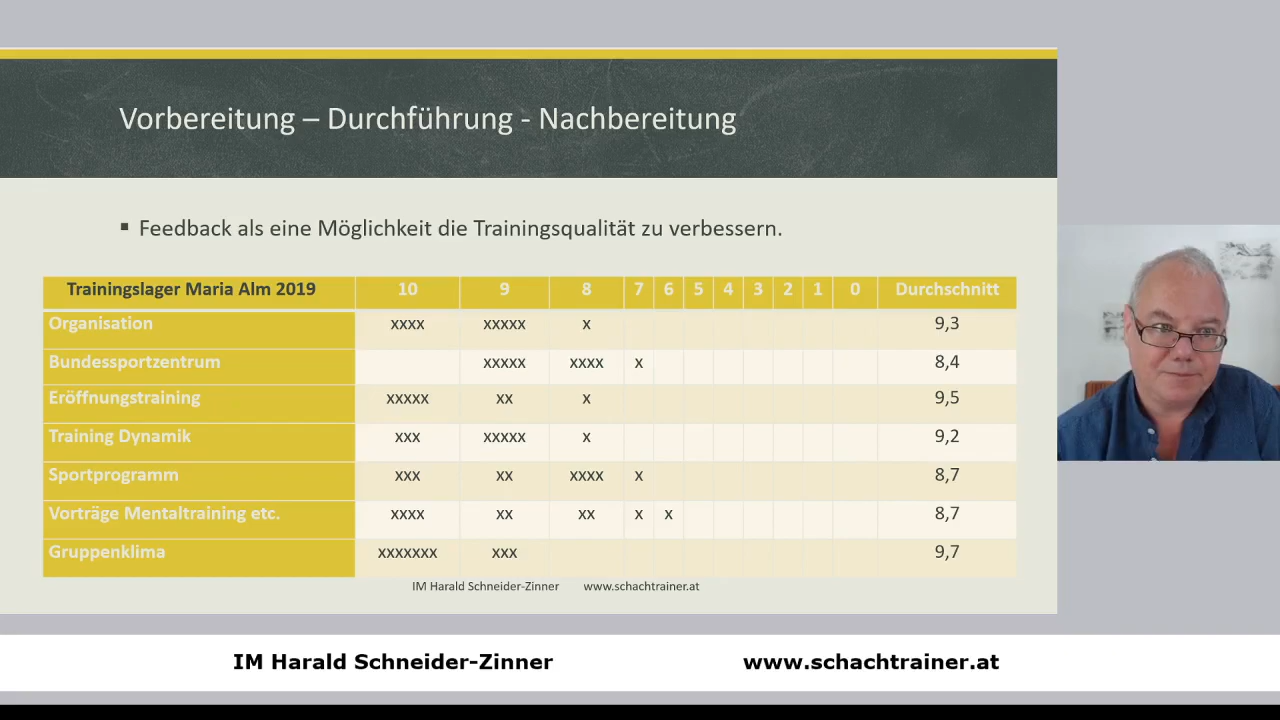 Vorbereitung – Durchführung - Nachbereitung
▪ Feedback als eine Möglichkeit die Trainingsqualität zu verbessern.
Trainingslager Maria Alm 2019 10 9 8 7 6 5 4 3 2 1 0 Durchschnitt
Organisation xxxx xxxxx x 9,3
Bundessportzentrum xxxxx xxxx x 8,4
Eröffnungstraining xxxxx xx x 9,5
Training Dynamik xxx xxxxx x 9,2
Sportprogramm xxx xx xxxx x 8,7
Vorträge Mentaltraining etc. xxxx xx xx x x 8,7
Gruppenklima xxxxxxx xxx 9,7
IM Harald Schneider-Zinner www.schachtrainer.at
IM Harald Schneider-Zinner www.schachtrainer.at